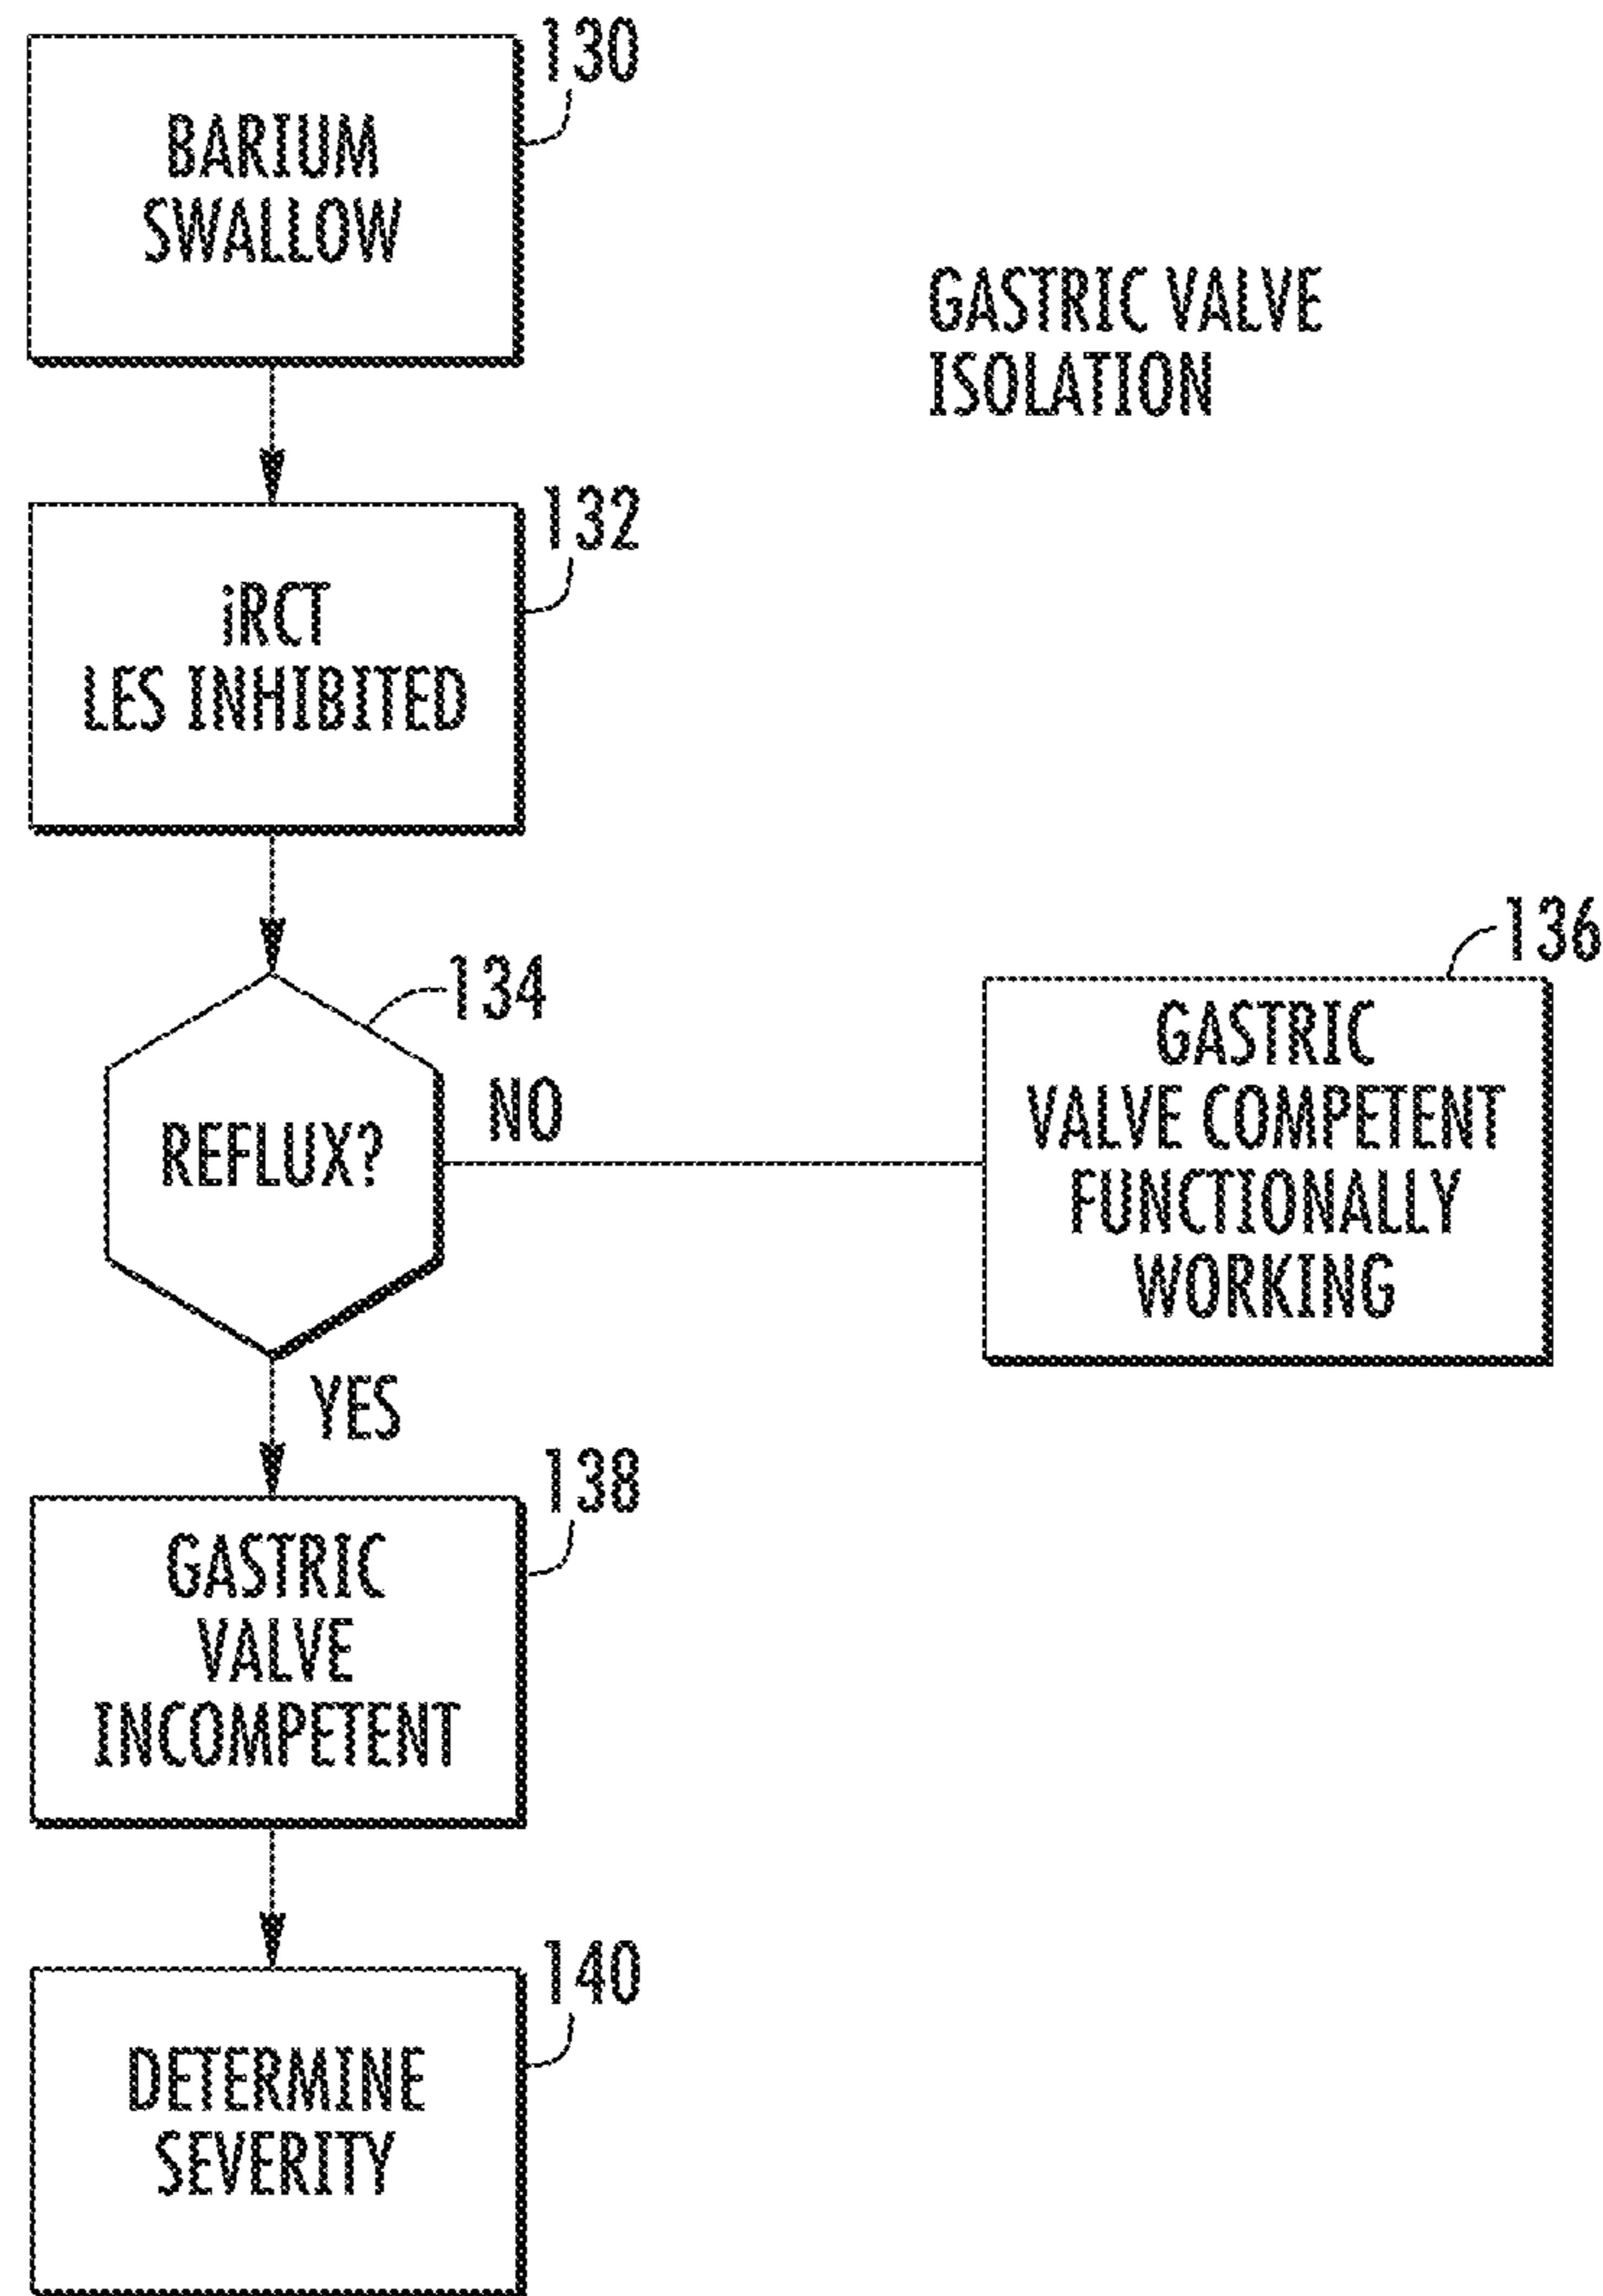 130
BARIUM
SWALLOW
GASTRIC VALVE
ISOLATION
132
iRCT
LES INHIBITED
134
REFLUX?
NO
136
GASTRIC
VALVE COMPETENT
FUNCTIONALLY
WORKING
YES
138
GASTRIC
VALVE
INCOMPETENT
140
DETERMINE
SEVERITY